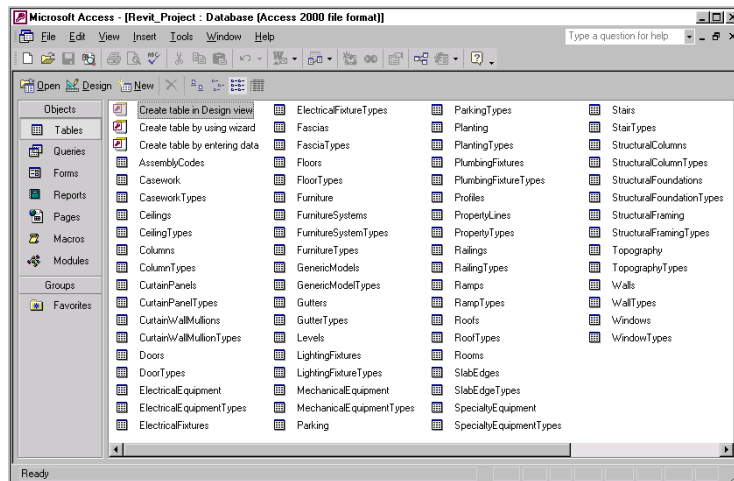 Microsoft Access - [Revit_Project : Database (Access 2000 file format)]
File Edit View Insert Tools Window Help
Type a question for help
Open Design New
Objects
Tables
Queries
Forms
Reports
Pages
Macros
Modules
Groups
Favorites
Create table in Design view
Create table by using wizard
Create table by entering data
AssemblyCodes
Casework
CaseworkTypes
Ceilings
CeilingTypes
Columns
ColumnTypes
CurtainPanels
CurtainPanelTypes
CurtainWallMullions
CurtainWallMullionTypes
Doors
DoorTypes
ElectricalEquipment
ElectricalEquipmentTypes
ElectricalFixtures
ElectricalFixtureTypes
Fascias
FasciaTypes
Floors
FloorTypes
Furniture
FurnitureSystems
FurnitureSystemTypes
FurnitureTypes
GenericModels
GenericModelTypes
Gutters
GutterTypes
Levels
LightingFixtures
LightingFixtureTypes
MechanicalEquipment
MechanicalEquipmentTypes
Parking
ParkingTypes
Planting
PlantingTypes
PlumbingFixtures
PlumbingFixtureTypes
Profiles
PropertyLines
PropertyTypes
Railings
RailingTypes
Ramps
RampTypes
Roofs
RoofTypes
Rooms
SlabEdges
SlabEdgeTypes
SpecialtyEquipment
SpecialtyEquipmentTypes
Stairs
StairTypes
StructuralColumns
StructuralColumnTypes
StructuralFoundations
StructuralFoundationTypes
StructuralFraming
StructuralFramingTypes
Topography
TopographyTypes
Walls
WallTypes
Windows
WindowTypes
Ready